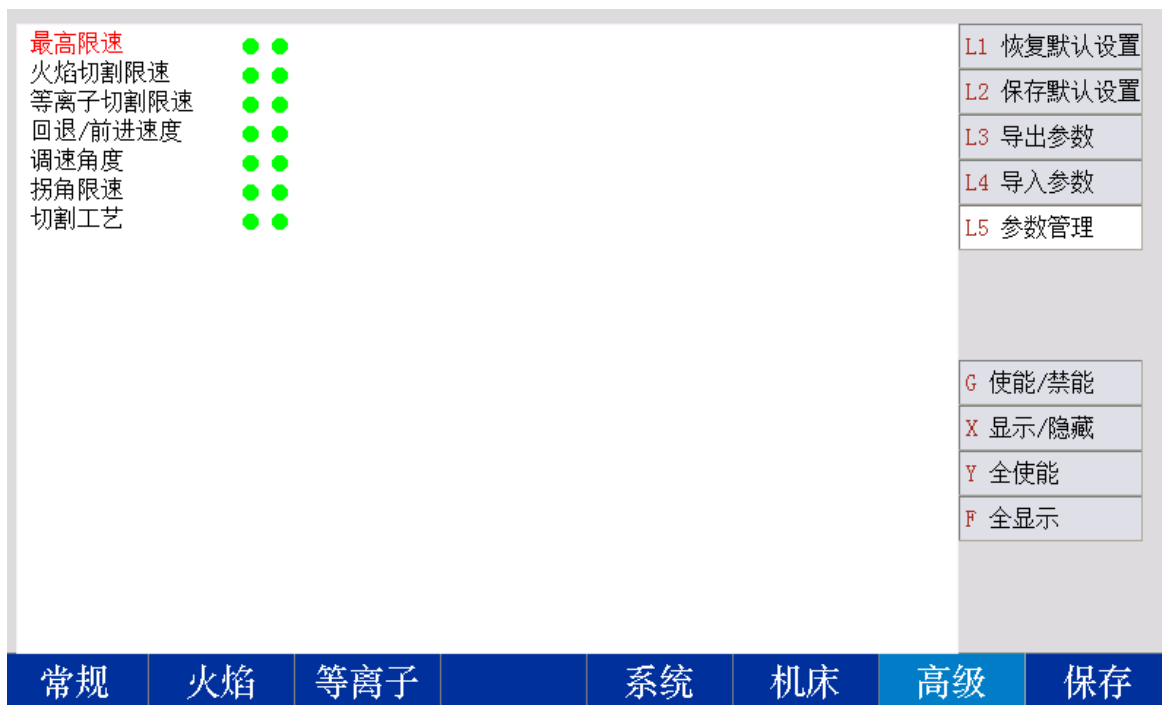 最高限速
火焰切割限速
等离子切割限速
回退/前进速度
调速角度
拐角限速
切割工艺
L1 恢复默认设置
L2 保存默认设置
L3 导出参数
L4 导入参数
L5 参数管理
G 使能/禁能
X 显示/隐藏
Y 全使能
F 全显示
常规 火焰 等离子 系统 机床 高级 保存